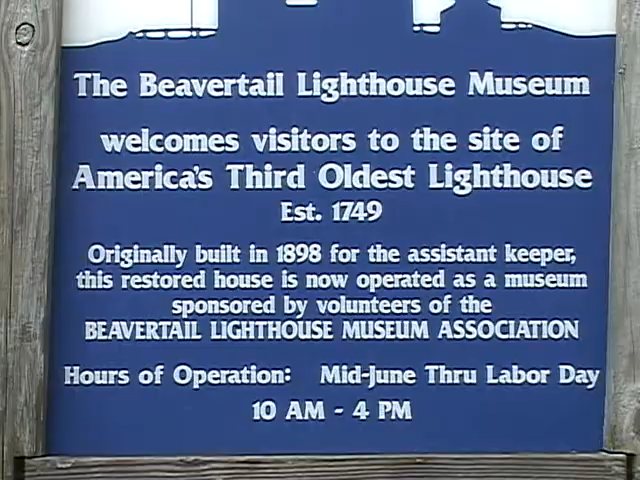 The Beavertail Lighthouse Museum
welcomes visitors to the site of
America's Third Oldest Lighthouse
Est. 1749
Originally built in 1898 for the assistant keeper,
this restored house is now operated as a museum
sponsored by volunteers of the
BEAVERTAIL LIGHTHOUSE MUSEUM ASSOCIATION
Hours of Operation: Mid-June Thru Labor Day
10 AM - 4 PM